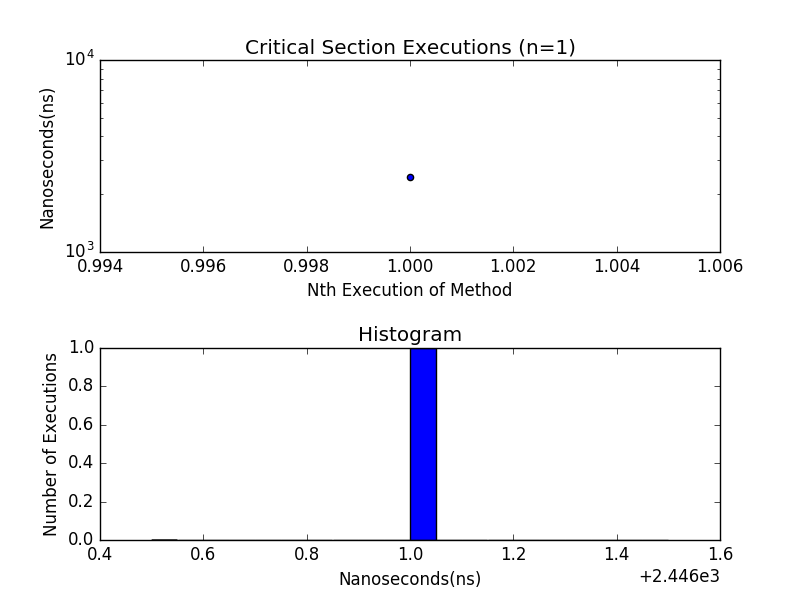 Critical Section Executions (n=1)
10^4
Nanoseconds(ns)
10^3
0.994 0.996 0.998 1.000 1.002 1.004 1.006
Nth Execution of Method
Histogram
1.0
0.8
0.6
0.4
0.2
0.0
Number of Executions
0.4 0.6 0.8 1.0 1.2 1.4 1.6
Nanoseconds(ns)
+2.446e3